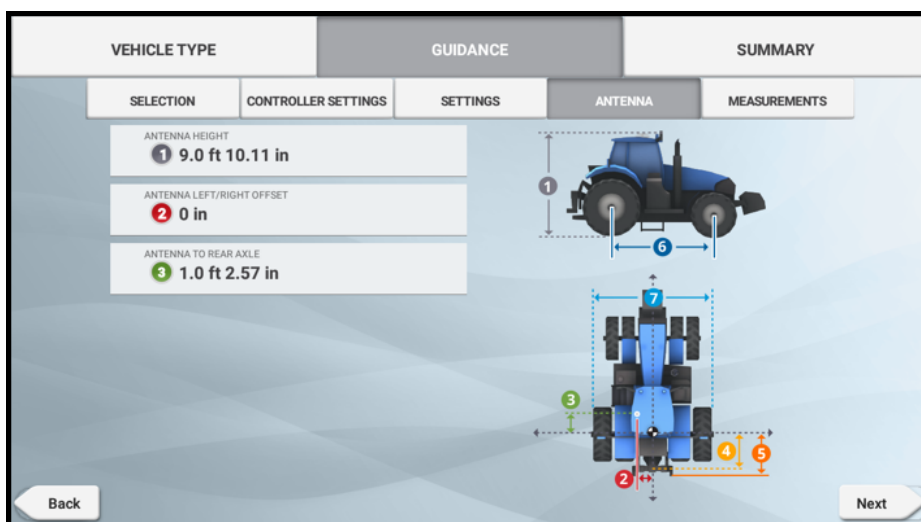 VEHICLE TYPE GUIDANCE SUMMARY
SELECTION CONTROLLER SETTINGS SETTINGS ANTENNA MEASUREMENTS
ANTENNA HEIGHT
1 9.0 ft 10.11 in
ANTENNA LEFT/RIGHT OFFSET
2 0 in
ANTENNA TO REAR AXLE
3 1.0 ft 2.57 in
1
6
7
3
4 5
2
Back Next